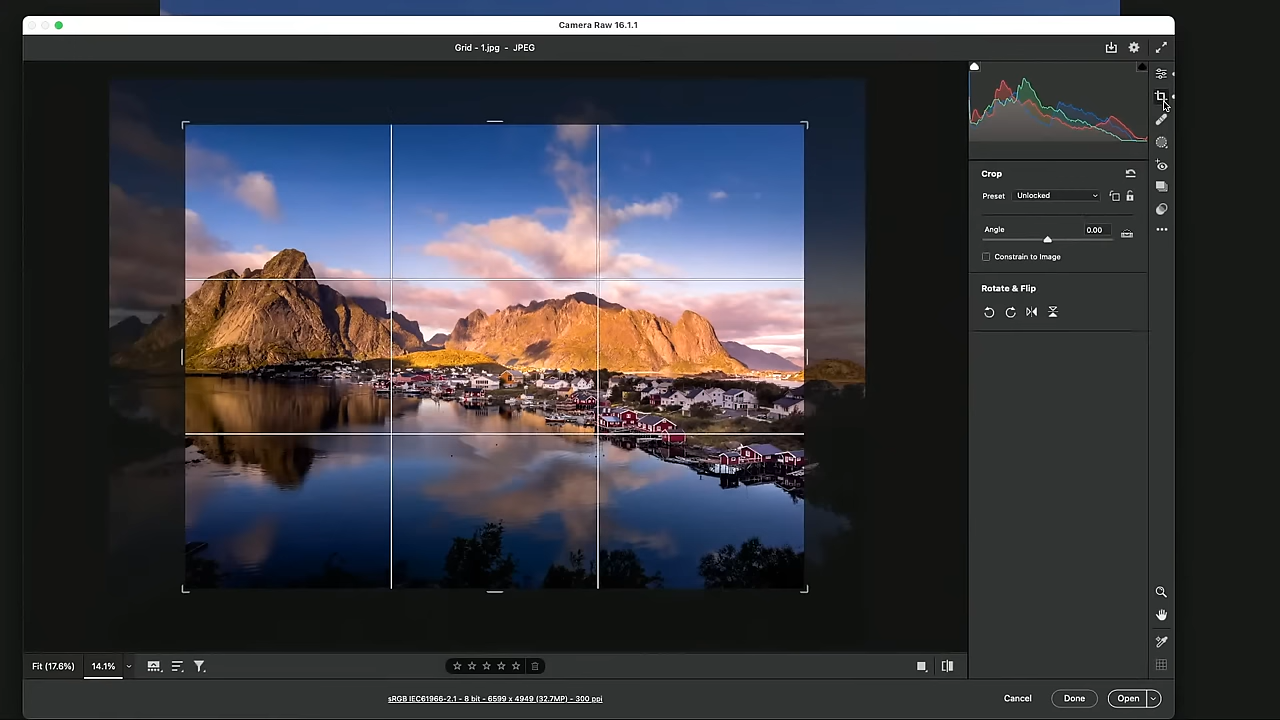 Camera Raw 16.1.1
Grid - 1.jpg - JPEG
Crop
Preset Unlocked
Angle 0.00
Constrain to Image
Rotate & Flip
Fit (17.6%) 14.1%
sRGB IEC61966-2.1 - 8 bit - 6599 x 4949 (32.7MP) - 300 ppi
Cancel Done Open